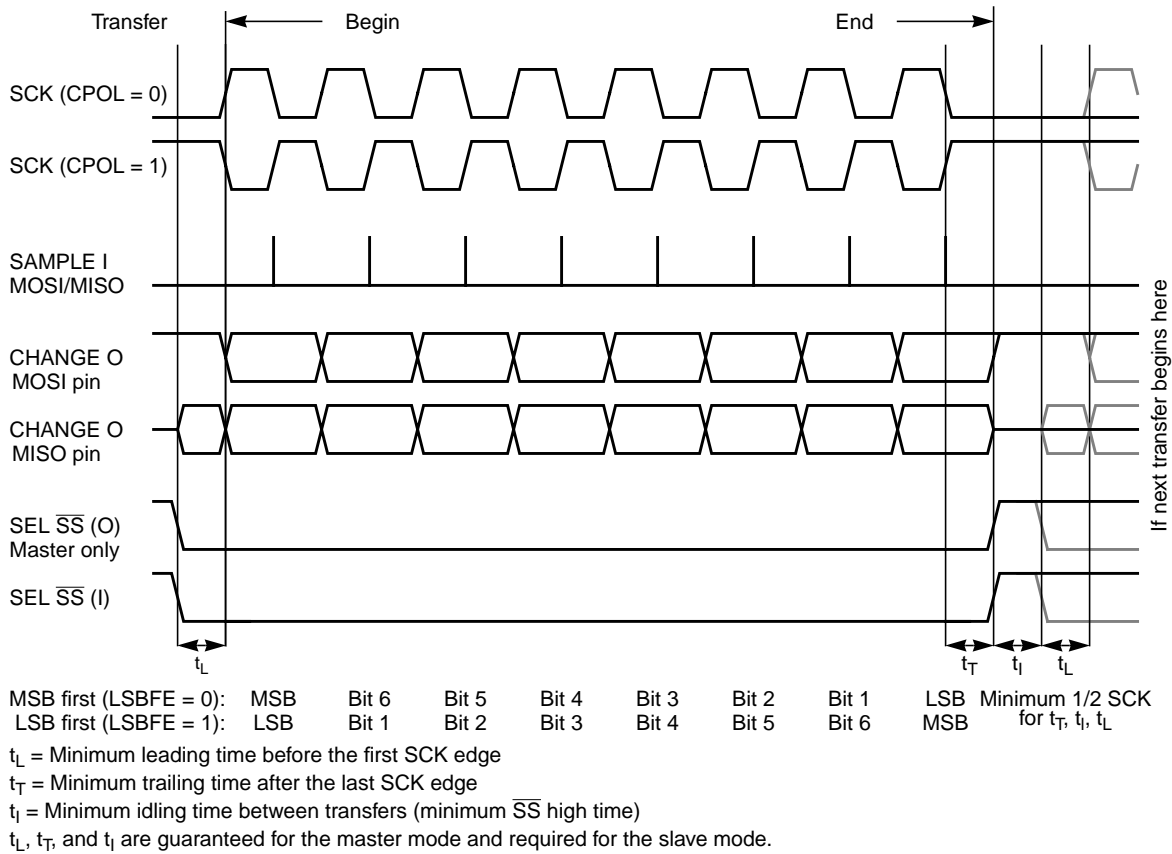 Transfer Begin End
SCK (CPOL = 0)
SCK (CPOL = 1)
SAMPLE I
MOSI/MISO
CHANGE O
MOSI pin
CHANGE O
MISO pin
SEL S̅S̅ (O)
Master only
SEL S̅S̅ (I)
If next transfer begins here
tL tT tI tL
MSB first (LSBFE = 0): MSB Bit 6 Bit 5 Bit 4 Bit 3 Bit 2 Bit 1 LSB Minimum 1/2 SCK
LSB first (LSBFE = 1): LSB Bit 1 Bit 2 Bit 3 Bit 4 Bit 5 Bit 6 MSB for tT, tI, tL
tL = Minimum leading time before the first SCK edge
tT = Minimum trailing time after the last SCK edge
tI = Minimum idling time between transfers (minimum S̅S̅ high time)
tL, tT, and tI are guaranteed for the master mode and required for the slave mode.